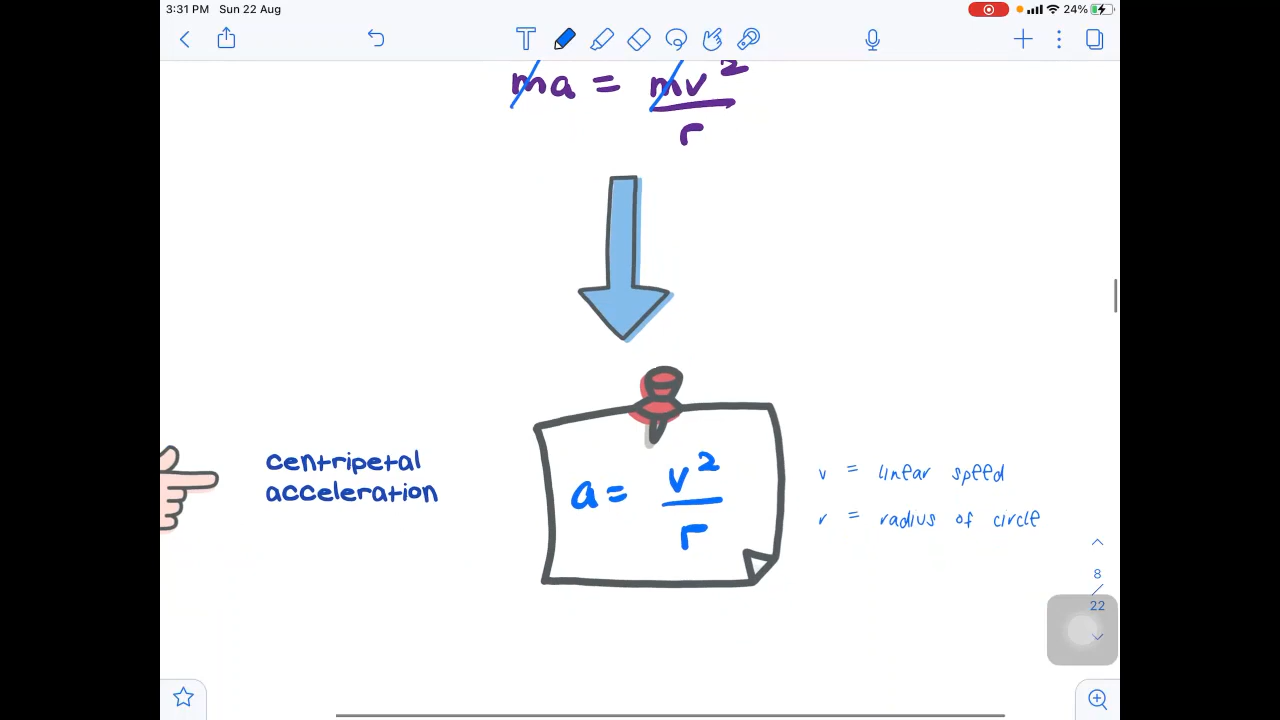 3:31 PM Sun 22 Aug
24%
T
ma = mv²
r
centripetal
acceleration
a = v²
r
v = linear speed
r = radius of circle
8
/
22